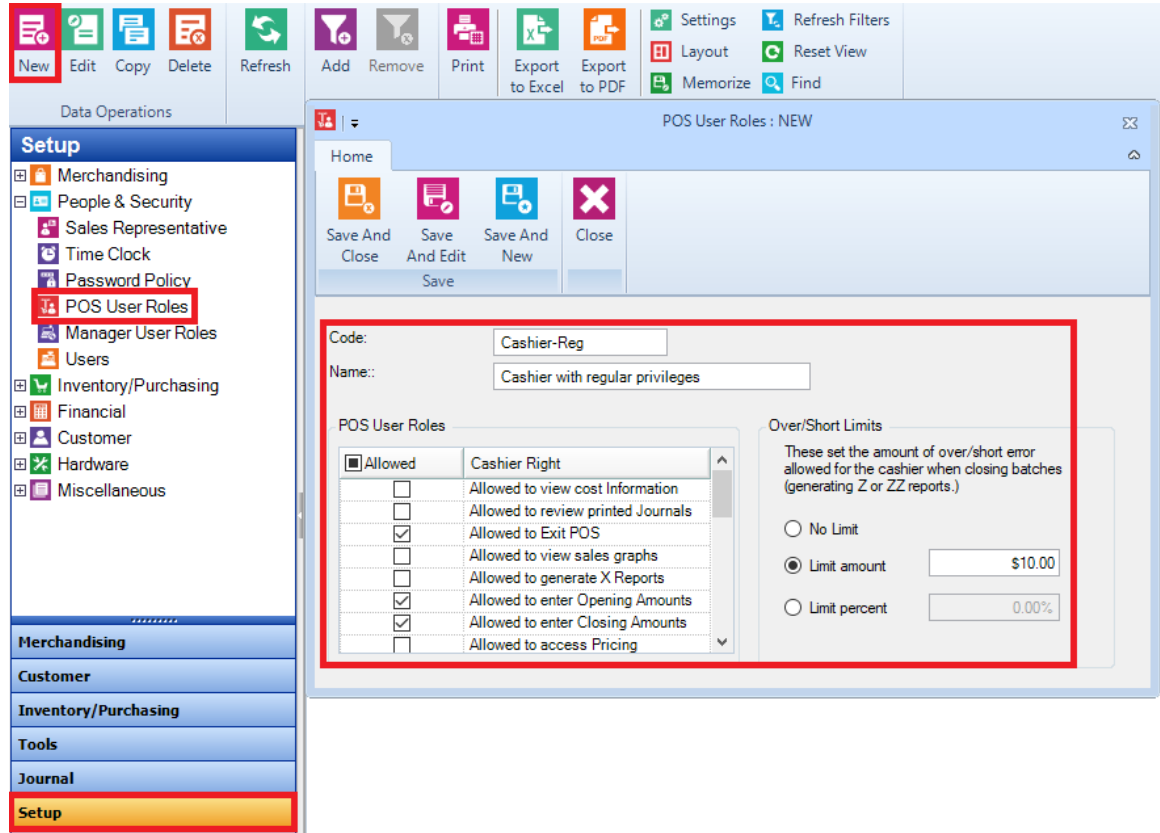 New Edit Copy Delete Refresh Add Remove Print Export to Excel Export to PDF
Settings Refresh Filters
Layout Reset View
Memorize Find
Data Operations
Setup
Merchandising
People & Security
Sales Representative
Time Clock
Password Policy
POS User Roles
Manager User Roles
Users
Inventory/Purchasing
Financial
Customer
Hardware
Miscellaneous
Merchandising
Customer
Inventory/Purchasing
Tools
Journal
Setup
POS User Roles : NEW
Home
Save And Close
Save And Edit
Save And New
Close
Save
Code: Cashier-Reg
Name:: Cashier with regular privileges
POS User Roles
Allowed Cashier Right
Allowed to view cost Information
Allowed to review printed Journals
Allowed to Exit POS
Allowed to view sales graphs
Allowed to generate X Reports
Allowed to enter Opening Amounts
Allowed to enter Closing Amounts
Allowed to access Pricing
Over/Short Limits
These set the amount of over/short error
allowed for the cashier when closing batches
(generating Z or ZZ reports.)
No Limit
Limit amount $10.00
Limit percent 0.00%